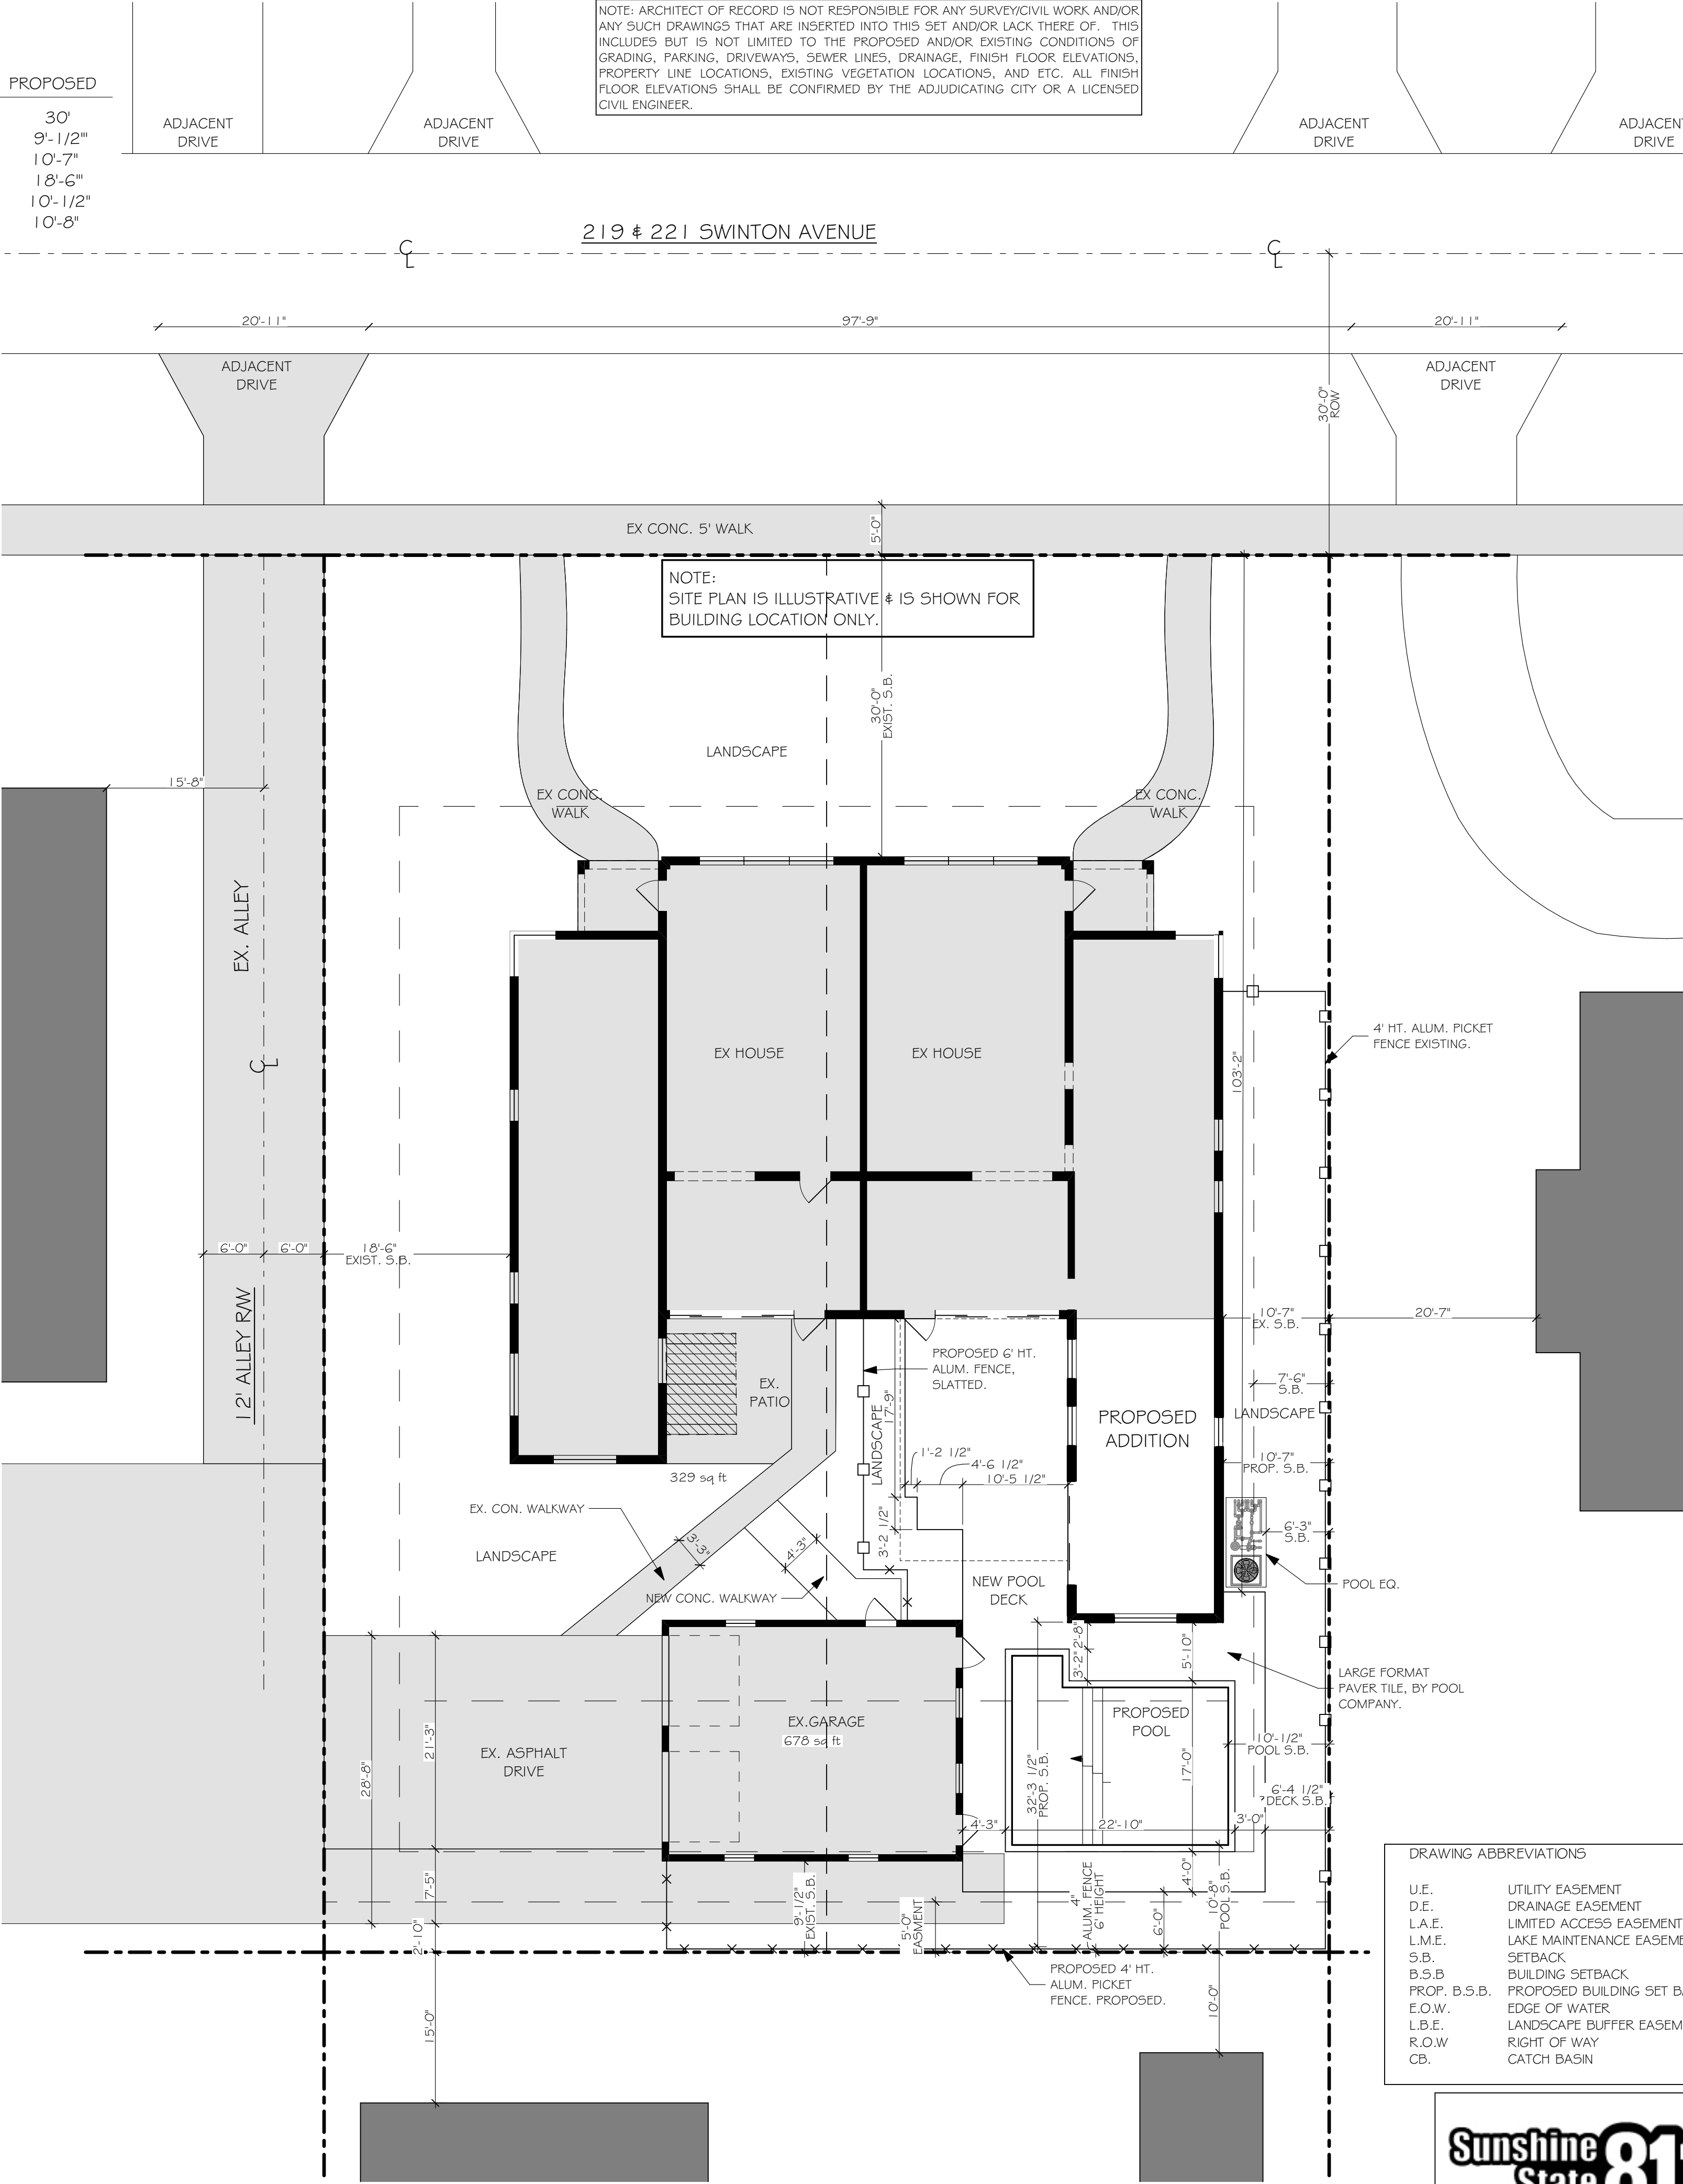 NOTE: ARCHITECT OF RECORD IS NOT RESPONSIBLE FOR ANY SURVEY/CIVIL WORK AND/OR
ANY SUCH DRAWINGS THAT ARE INSERTED INTO THIS SET AND/OR LACK THERE OF. THIS
INCLUDES BUT IS NOT LIMITED TO THE PROPOSED AND/OR EXISTING CONDITIONS OF
GRADING, PARKING, DRIVEWAYS, SEWER LINES, DRAINAGE, FINISH FLOOR ELEVATIONS,
PROPERTY LINE LOCATIONS, EXISTING VEGETATION LOCATIONS, AND ETC. ALL FINISH
FLOOR ELEVATIONS SHALL BE CONFIRMED BY THE ADJUDICATING CITY OR A LICENSED
CIVIL ENGINEER.
PROPOSED
30'
9'-1/2"'
10'-7"
18'-6"'
10'-1/2"
10'-8"
ADJACENT
DRIVE
ADJACENT
DRIVE
ADJACENT
DRIVE
ADJACENT
DRIVE
219 & 221 SWINTON AVENUE
CL
CL
20'-11"
97'-9"
20'-11"
ADJACENT
DRIVE
ADJACENT
DRIVE
30'-0"
ROW
EX CONC. 5' WALK
5'-0"
NOTE:
SITE PLAN IS ILLUSTRATIVE & IS SHOWN FOR
BUILDING LOCATION ONLY.
30'-0"
EXIST. S.B.
LANDSCAPE
15'-8"
EX CONC.
WALK
EX CONC.
WALK
EX. ALLEY
CL
EX HOUSE
EX HOUSE
103'-2"
4' HT. ALUM. PICKET
FENCE EXISTING.
6'-0"
6'-0"
18'-6"
EXIST. S.B.
12' ALLEY R/W
10'-7"
EX. S.B.
20'-7"
PROPOSED 6' HT.
ALUM. FENCE,
SLATTED.
EX.
PATIO
7'-6"
S.B.
LANDSCAPE
17'-9"
LANDSCAPE
PROPOSED
ADDITION
1'-2 1/2"
4'-6 1/2"
10'-5 1/2"
10'-7"
PROP. S.B.
329 sq ft
EX. CON. WALKWAY
3'-3"
4'-3"
3'-2 1/2"
6'-3"
S.B.
LANDSCAPE
NEW CONC. WALKWAY
NEW POOL
DECK
POOL EQ.
2'-8"
3'-2"
5'-10"
LARGE FORMAT
PAVER TILE, BY POOL
COMPANY.
EX.GARAGE
678 sq ft
PROPOSED
POOL
EX. ASPHALT
DRIVE
21'-3"
28'-8"
32'-3 1/2"
PROP. S.B.
17'-0"
10'-1/2"
POOL S.B.
6'-4 1/2"
DECK S.B.
4'-3"
22'-10"
3'-0"
7'-5"
2'-10"
9'-1/2"
EXIST. S.B.
5'-0"
EASMENT
4"
ALUM. FENCE
6' HEIGHT
4'-0"
6'-0"
10'-8"
POOL S.B.
PROPOSED 4' HT.
ALUM. PICKET
FENCE. PROPOSED.
15'-0"
10'-0"
DRAWING ABBREVIATIONS
U.E. UTILITY EASEMENT
D.E. DRAINAGE EASEMENT
L.A.E. LIMITED ACCESS EASEMENT
L.M.E. LAKE MAINTENANCE EASEME
S.B. SETBACK
B.S.B BUILDING SETBACK
PROP. B.S.B. PROPOSED BUILDING SET BA
E.O.W. EDGE OF WATER
L.B.E. LANDSCAPE BUFFER EASEM
R.O.W RIGHT OF WAY
CB. CATCH BASIN
Sunshine
State 81